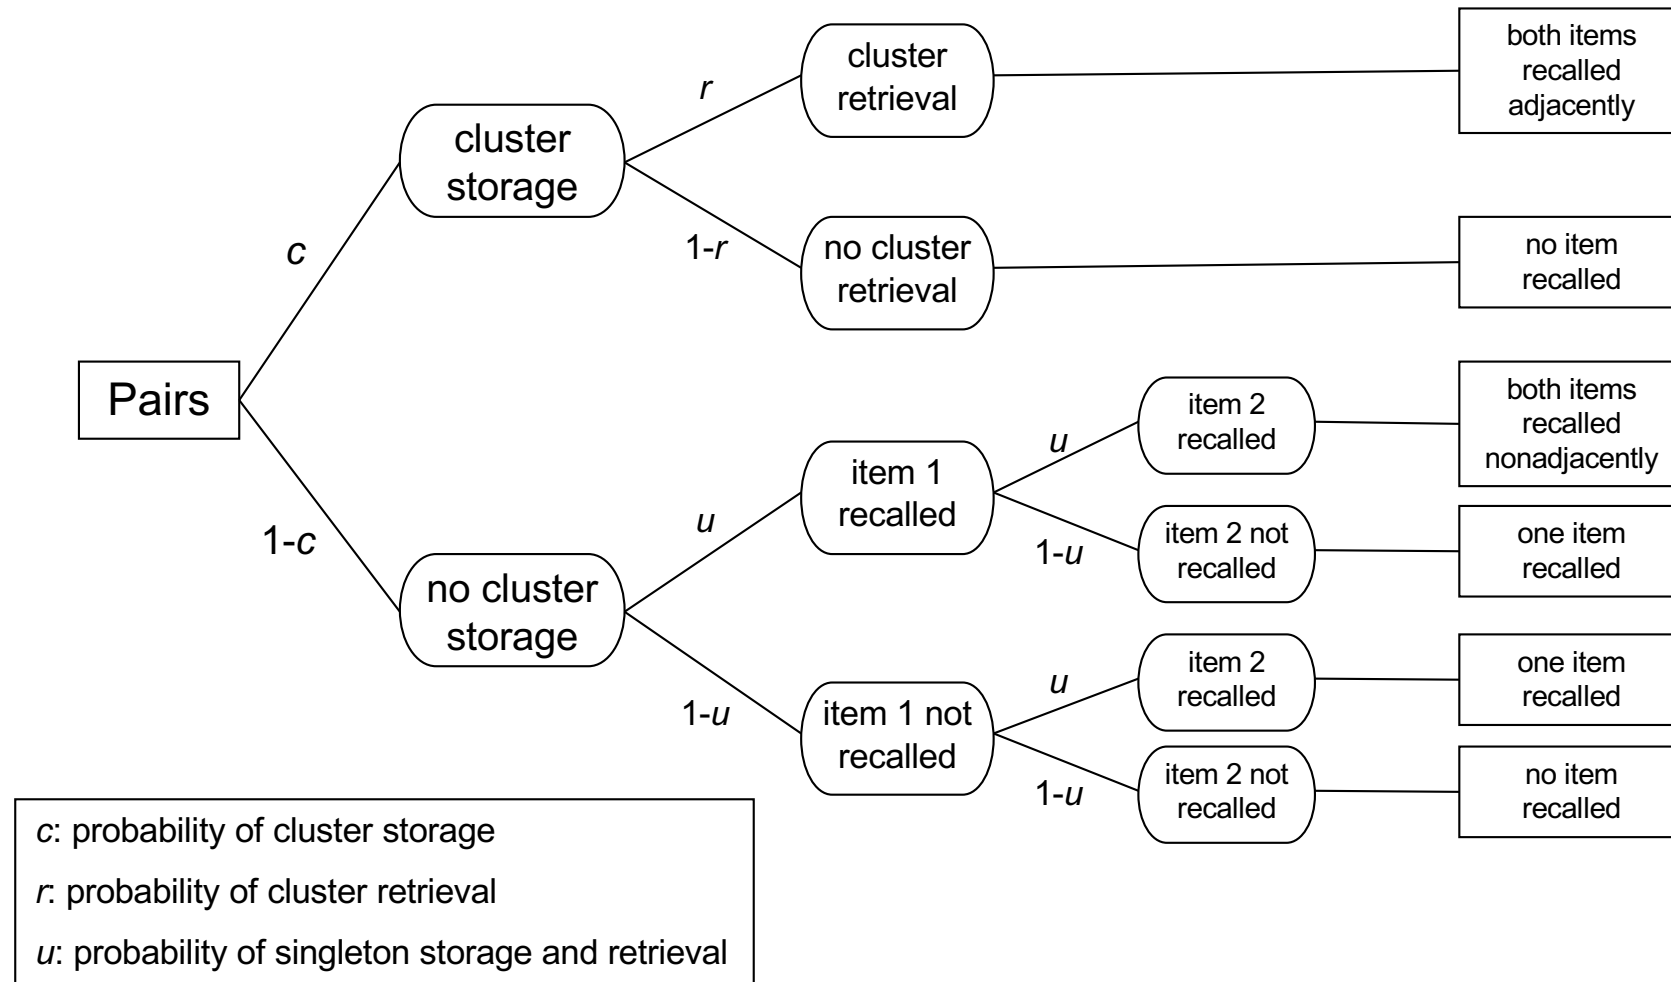 both items
recalled
adjacently
cluster
retrieval
r
cluster
storage
1-r
no cluster
retrieval
no item
recalled
c
Pairs
both items
recalled
nonadjacently
item 2
recalled
u
item 1
recalled
u
item 2 not
recalled
1-u
one item
recalled
1-c
no cluster
storage
item 2
recalled
u
one item
recalled
1-u
item 1 not
recalled
item 2 not
recalled
1-u
no item
recalled
c: probability of cluster storage
r: probability of cluster retrieval
u: probability of singleton storage and retrieval